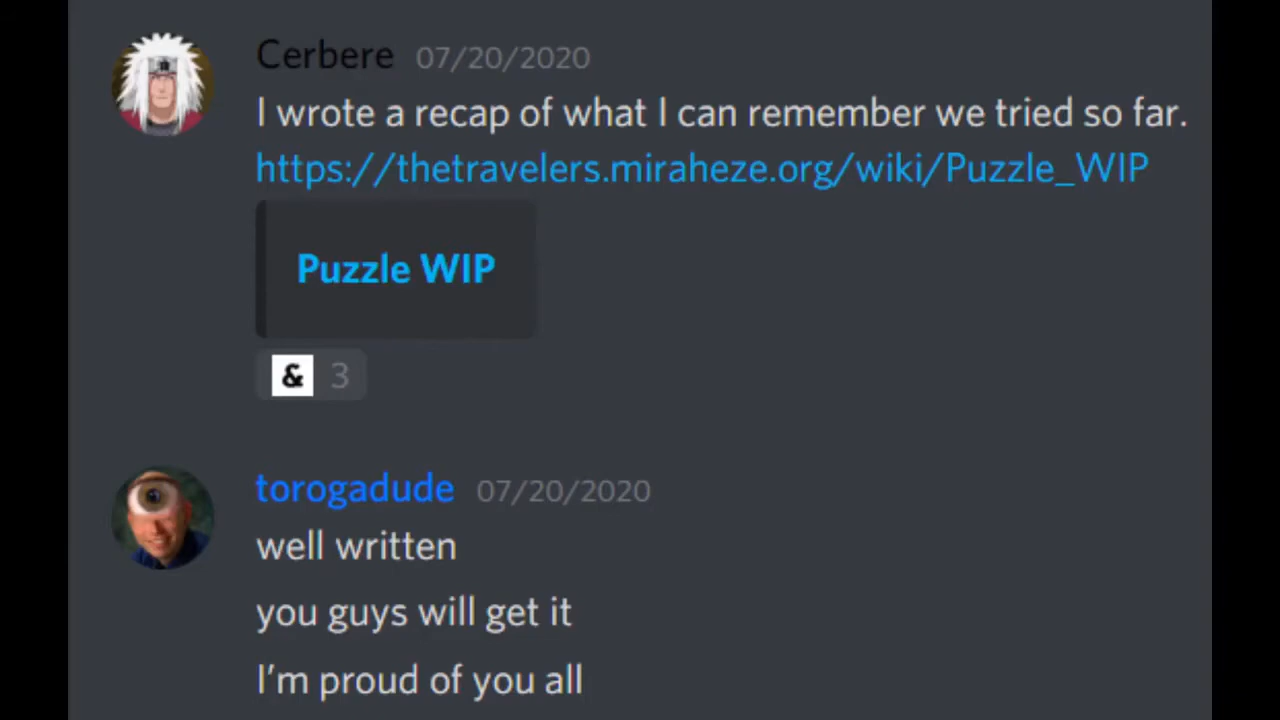 Cerbere 07/20/2020
I wrote a recap of what I can remember we tried so far.
https://thetravelers.miraheze.org/wiki/Puzzle_WIP
Puzzle WIP
& 3
torogadude 07/20/2020
well written
you guys will get it
I'm proud of you all